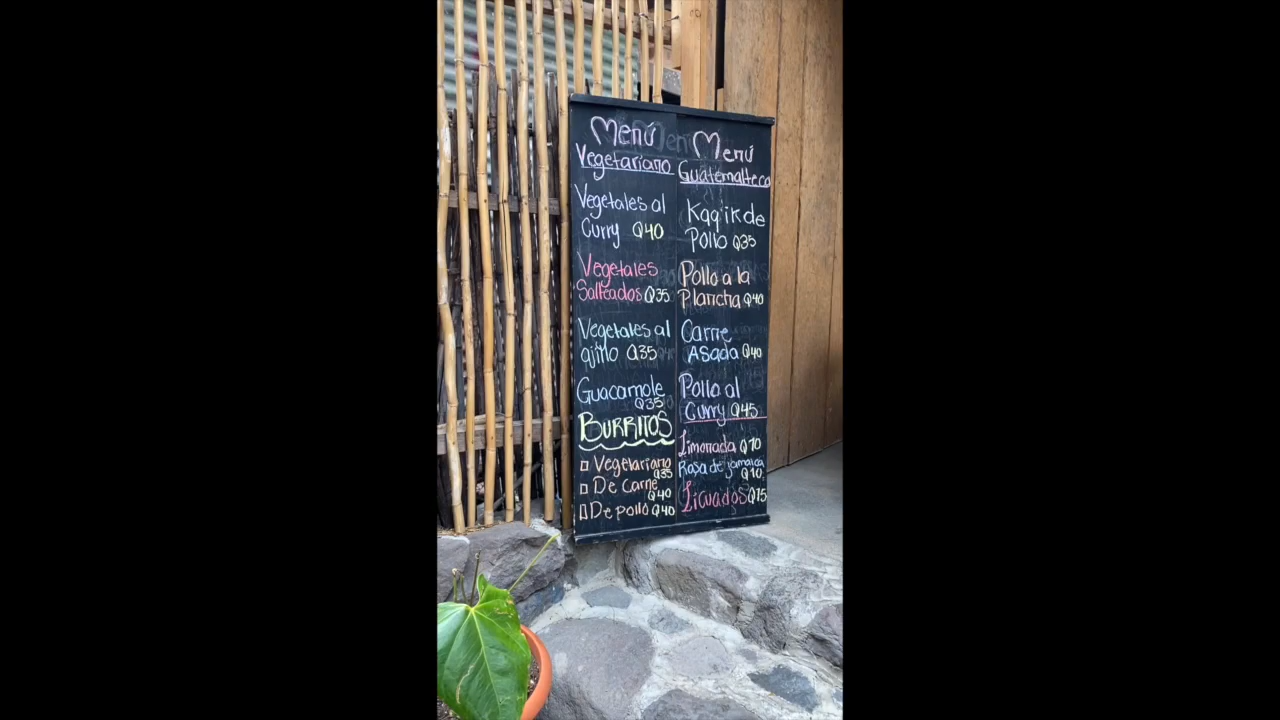 Menú
Vegetariano
Vegetales al
Curry Q40
Vegetales
Salteados Q35
Vegetales al
ajillo Q35
Guacamole
Q35
BURRITOS
Vegetariano
Q35
De Carne
Q40
De pollo Q40
Menú
Guatemalteco
Kaq'ik de
Pollo Q35
Pollo a la
Plancha Q40
Carne
ASada Q40
Pollo al
Curry Q45
Limonada Q10
Rosa de jamaica
Q10
LicuadoS Q15